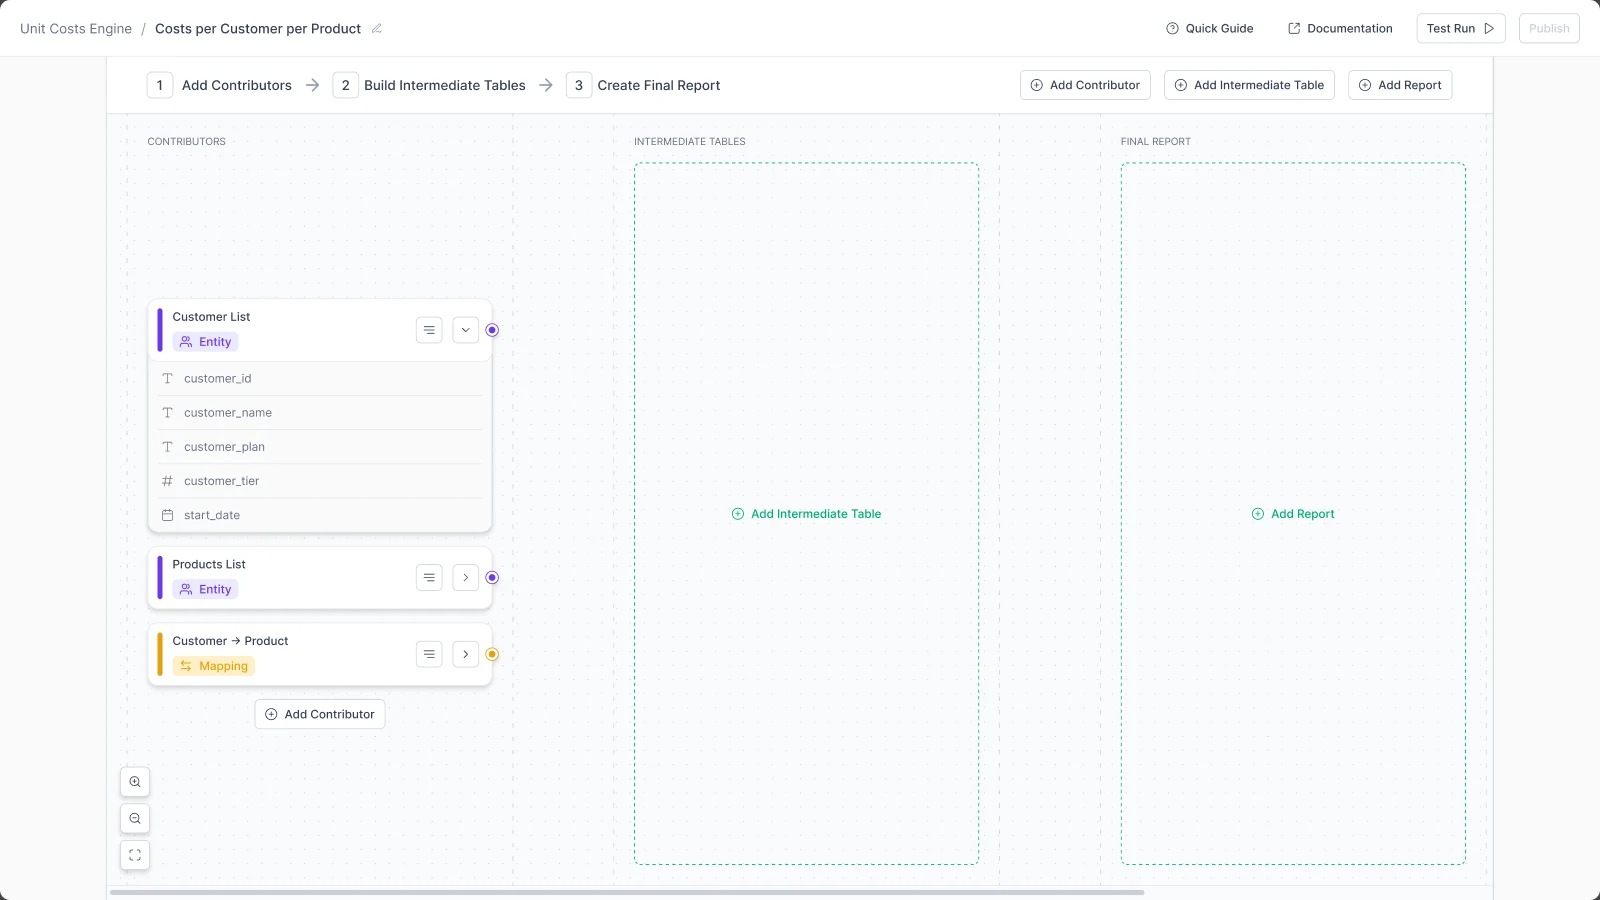 Unit Costs Engine / Costs per Customer per Product
Quick Guide
Documentation
Test Run
Publish
1 Add Contributors → 2 Build Intermediate Tables → 3 Create Final Report
Add Contributor
Add Intermediate Table
Add Report
CONTRIBUTORS
INTERMEDIATE TABLES
FINAL REPORT
Customer List
Entity
customer_id
customer_name
customer_plan
# customer_tier
start_date
Products List
Entity
Customer → Product
Mapping
Add Contributor
Add Intermediate Table
Add Report